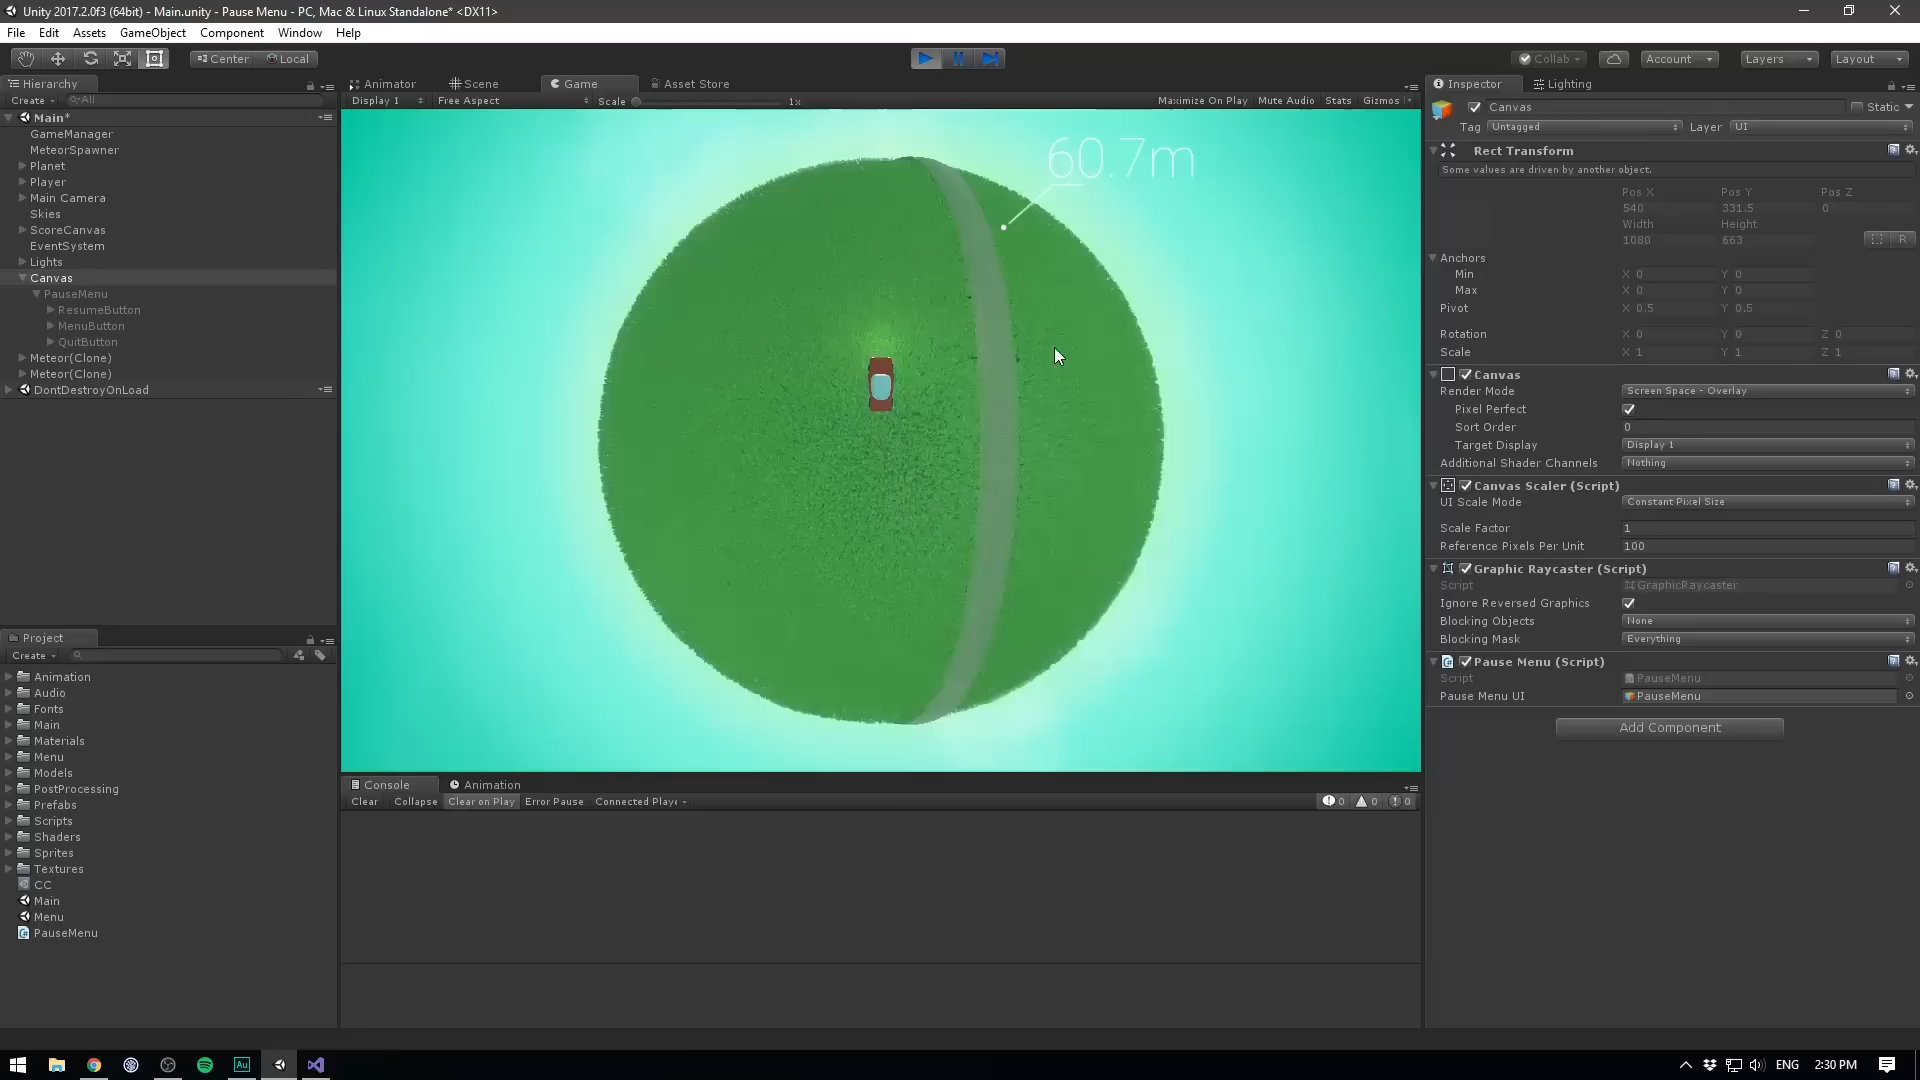 Unity 2017.2.0f3 (64bit) - Main.unity - Pause Menu - PC, Mac & Linux Standalone* <DX11>
File Edit Assets GameObject Component Window Help
Center Local Collab Account Layers Layout
Hierarchy
Create All
Main*
GameManager
MeteorSpawner
Planet
Player
Main Camera
Skies
ScoreCanvas
EventSystem
Lights
Canvas
PauseMenu
ResumeButton
MenuButton
QuitButton
Meteor(Clone)
Meteor(Clone)
DontDestroyOnLoad
Project
Create
Animation
Audio
Fonts
Main
Materials
Menu
Models
PostProcessing
Prefabs
Scripts
Shaders
Sprites
Textures
CC
Main
Menu
PauseMenu
Animator Scene Game Asset Store
Display 1 Free Aspect Scale 1x Maximize On Play Mute Audio Stats Gizmos
60.7m
Console Animation
Clear Collapse Clear on Play Error Pause Connected Playe 0 0 0
Inspector Lighting
Canvas Static
Tag Untagged Layer UI
Rect Transform
Some values are driven by another object.
Pos X Pos Y Pos Z
540 331.5 0
Width Height
1080 663
R
Anchors
Min X 0 Y 0
Max X 0 Y 0
Pivot X 0.5 Y 0.5
Rotation X 0 Y 0 Z 0
Scale X 1 Y 1 Z 1
Canvas
Render Mode Screen Space - Overlay
Pixel Perfect
Sort Order 0
Target Display Display 1
Additional Shader Channels Nothing
Canvas Scaler (Script)
UI Scale Mode Constant Pixel Size
Scale Factor 1
Reference Pixels Per Unit 100
Graphic Raycaster (Script)
Script GraphicRaycaster
Ignore Reversed Graphics
Blocking Objects None
Blocking Mask Everything
Pause Menu (Script)
Script PauseMenu
Pause Menu UI PauseMenu
Add Component
Au
ENG 2:30 PM